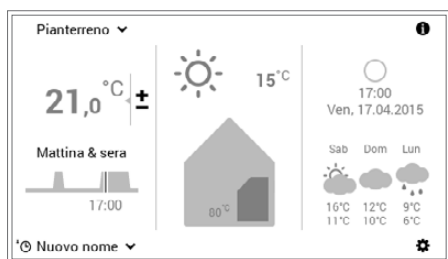 Pianterreno
21,0 °C ±
Mattina & sera
17:00
Nuovo nome
15 °C
80 °C
17:00
Ven, 17.04.2015
Sab Dom Lun
16°C 12°C 9°C
11°C 10°C 6°C